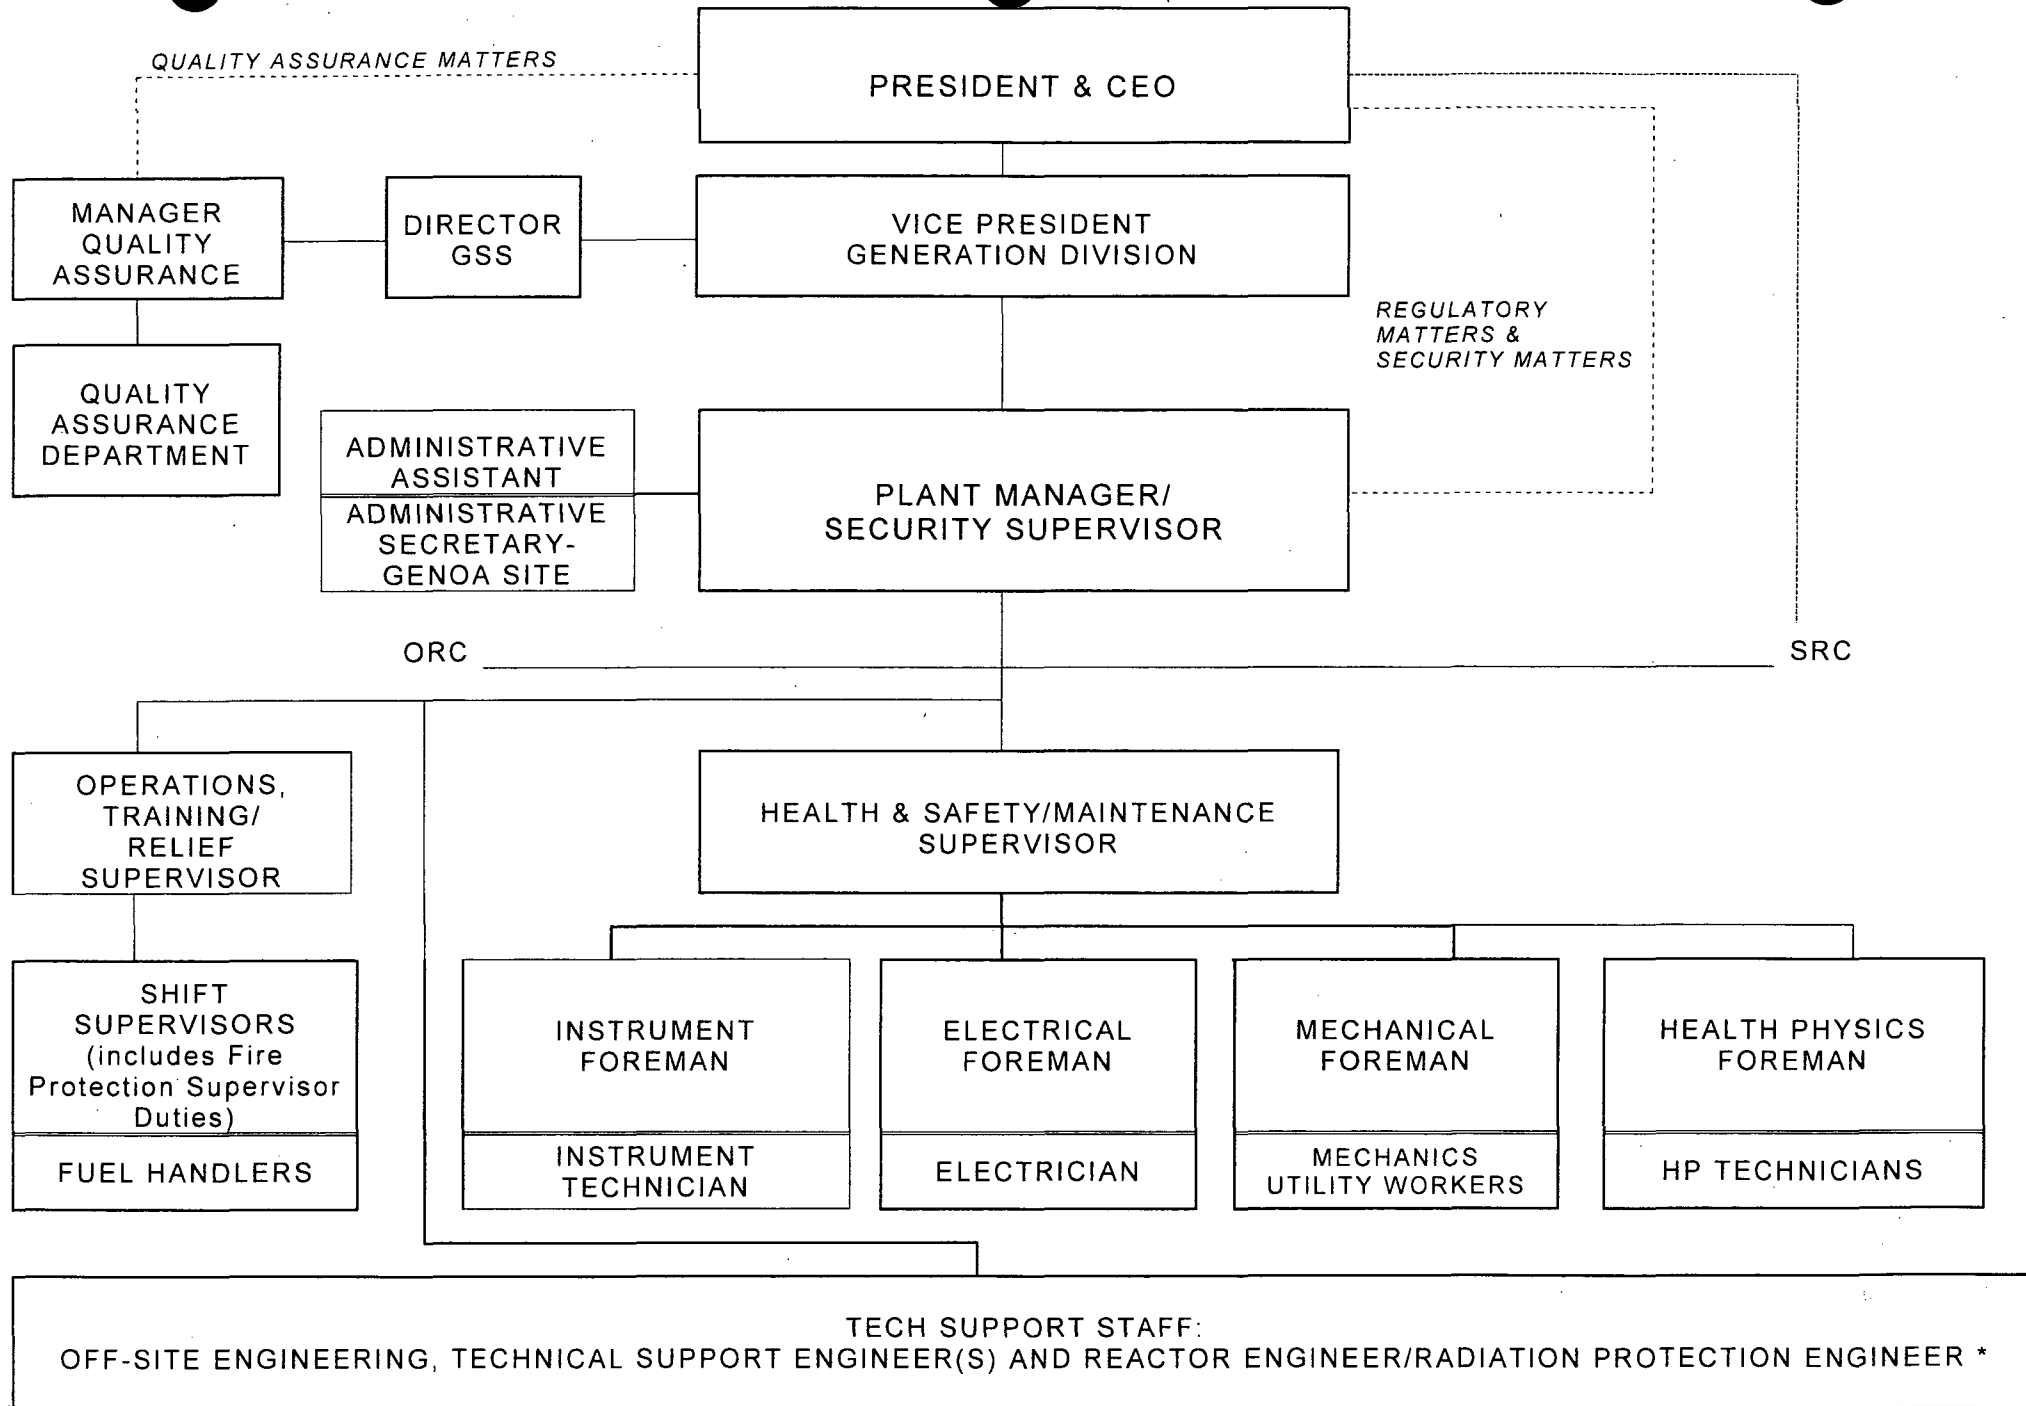 QUALITY ASSURANCE MATTERS
PRESIDENT & CEO
MANAGER
QUALITY
ASSURANCE
DIRECTOR
GSS
VICE PRESIDENT
GENERATION DIVISION
REGULATORY
MATTERS &
SECURITY MATTERS
QUALITY
ASSURANCE
DEPARTMENT
ADMINISTRATIVE
ASSISTANT
ADMINISTRATIVE
SECRETARY-
GENOA SITE
PLANT MANAGER/
SECURITY SUPERVISOR
ORC
SRC
OPERATIONS,
TRAINING/
RELIEF
SUPERVISOR
HEALTH & SAFETY/MAINTENANCE
SUPERVISOR
SHIFT
SUPERVISORS
(includes Fire
Protection Supervisor
Duties)
FUEL HANDLERS
INSTRUMENT
FOREMAN
INSTRUMENT
TECHNICIAN
ELECTRICAL
FOREMAN
ELECTRICIAN
MECHANICAL
FOREMAN
MECHANICS
UTILITY WORKERS
HEALTH PHYSICS
FOREMAN
HP TECHNICIANS
TECH SUPPORT STAFF:
OFF-SITE ENGINEERING, TECHNICAL SUPPORT ENGINEER(S) AND REACTOR ENGINEER/RADIATION PROTECTION ENGINEER *